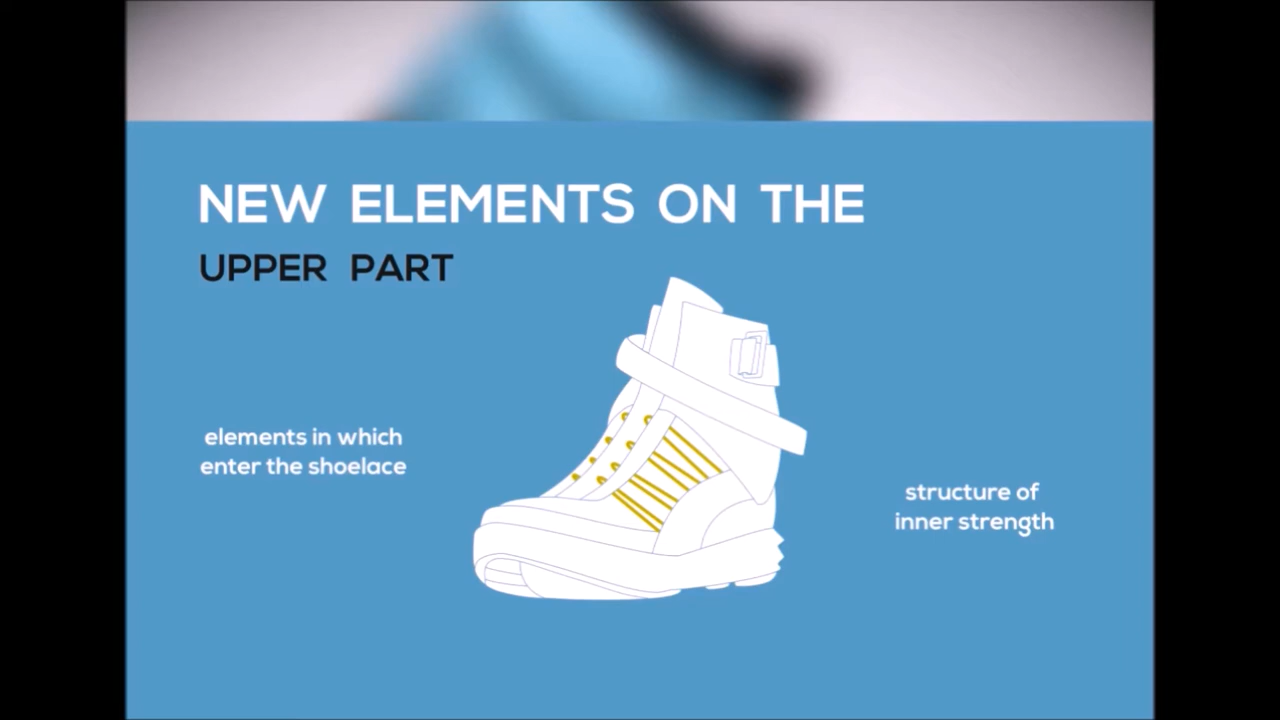 NEW ELEMENTS ON THE
UPPER PART
elements in which
enter the shoelace
structure of
inner strength